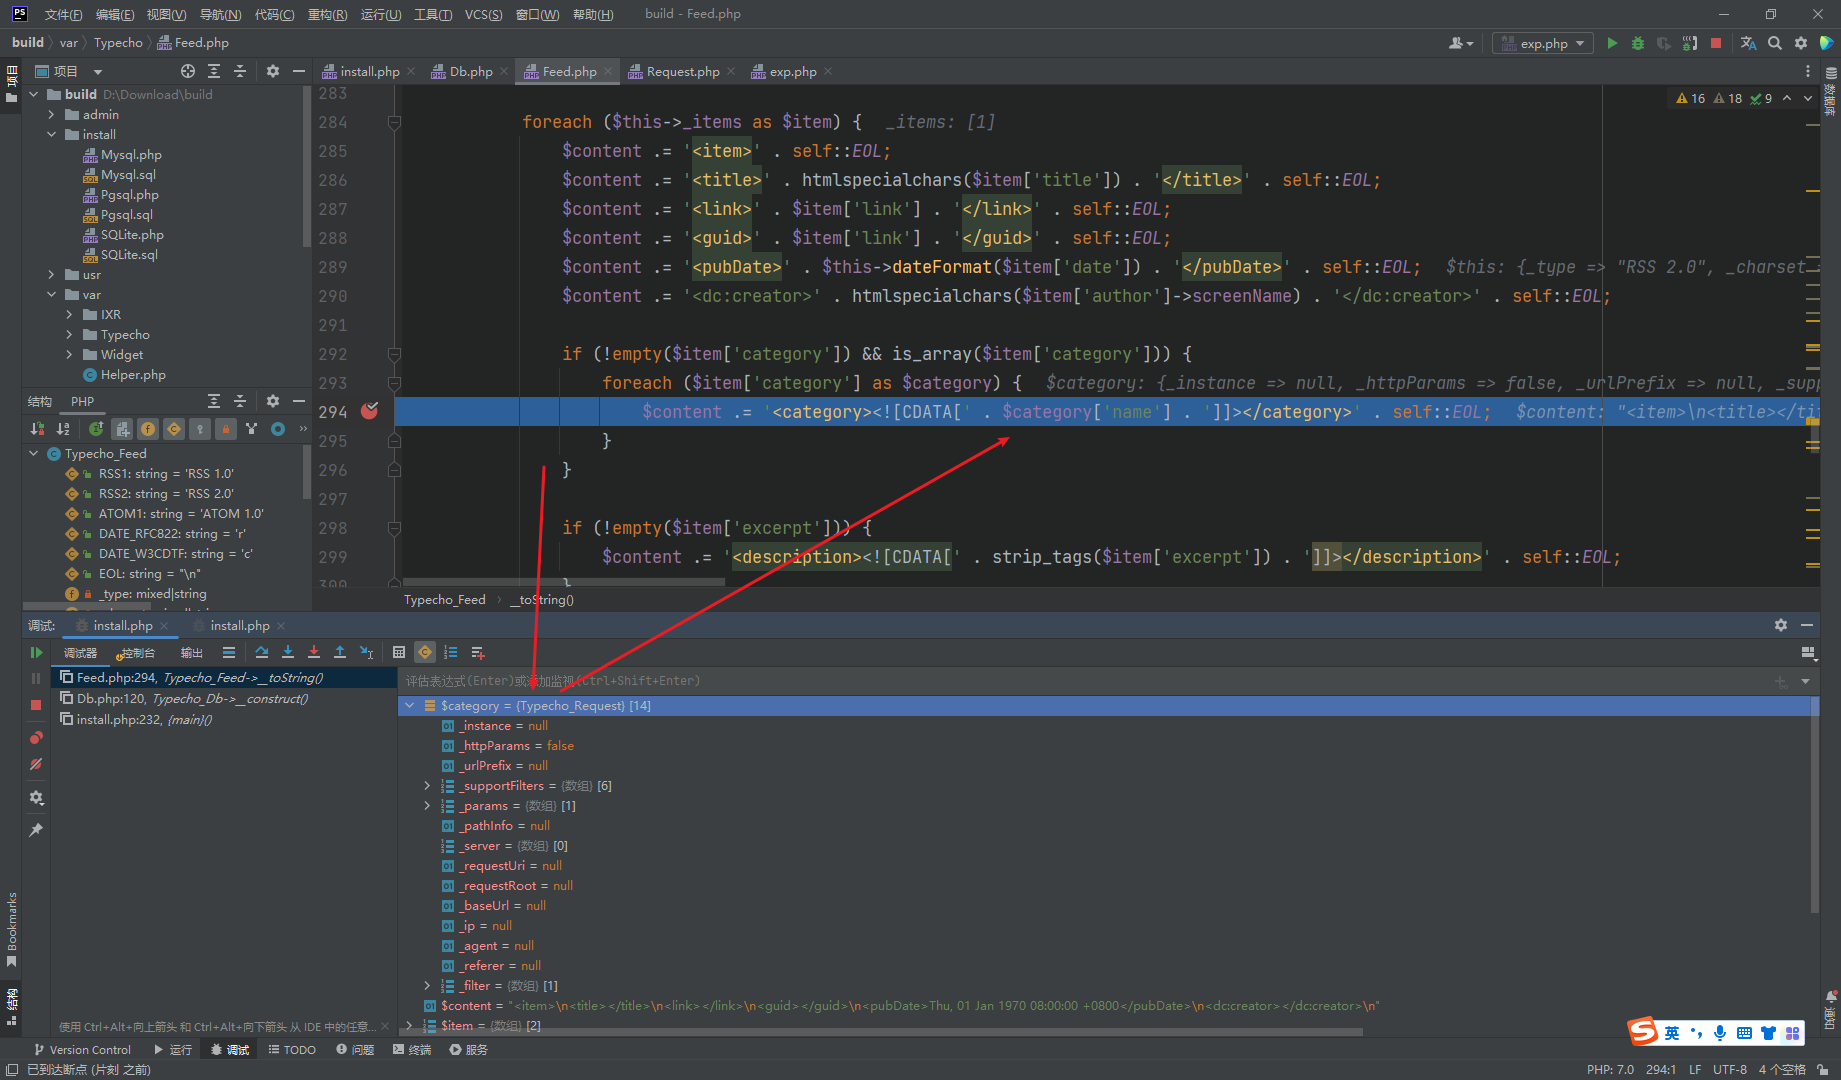 PS 文件(F) 编辑(E) 视图(V) 导航(N) 代码(C) 重构(R) 运行(U) 工具(T) VCS(S) 窗口(W) 帮助(H) build - Feed.php
build var Typecho Feed.php exp.php
项目 install.php Db.php Feed.php Request.php exp.php
项目
数据库
build D:\Download\build
admin
install
Mysql.php
Mysql.sql
Pgsql.php
Pgsql.sql
SQLite.php
SQLite.sql
usr
var
IXR
Typecho
Widget
Helper.php
16 18 9
283
284 foreach ($this->_items as $item) { _items: [1]
285 $content .= '<item>' . self::EOL;
286 $content .= '<title>' . htmlspecialchars($item['title']) . '</title>' . self::EOL;
287 $content .= '<link>' . $item['link'] . '</link>' . self::EOL;
288 $content .= '<guid>' . $item['link'] . '</guid>' . self::EOL;
289 $content .= '<pubDate>' . $this->dateFormat($item['date']) . '</pubDate>' . self::EOL; $this: {_type => "RSS 2.0", _charset =
290 $content .= '<dc:creator>' . htmlspecialchars($item['author']->screenName) . '</dc:creator>' . self::EOL;
291
292 if (!empty($item['category']) && is_array($item['category'])) {
293 foreach ($item['category'] as $category) { $category: {_instance => null, _httpParams => false, _urlPrefix => null, _supp
294 $content .= '<category><![CDATA[' . $category['name'] . ']]></category>' . self::EOL; $content: "<item>\n<title></tit
295 }
296 }
297
298 if (!empty($item['excerpt'])) {
299 $content .= '<description><![CDATA[' . strip_tags($item['excerpt']) . ']]></description>' . self::EOL;
300 }
Typecho_Feed __toString()
结构 PHP
Typecho_Feed
RSS1: string = 'RSS 1.0'
RSS2: string = 'RSS 2.0'
ATOM1: string = 'ATOM 1.0'
DATE_RFC822: string = 'r'
DATE_W3CDTF: string = 'c'
EOL: string = "\n"
_type: mixed|string
调试: install.php install.php
调试器 控制台 输出
Feed.php:294, Typecho_Feed->__toString()
Db.php:120, Typecho_Db->__construct()
install.php:232, {main}()
评估表达式(Enter)或添加监视(Ctrl+Shift+Enter)
$category = {Typecho_Request} [14]
_instance = null
_httpParams = false
_urlPrefix = null
_supportFilters = {数组} [6]
_params = {数组} [1]
_pathInfo = null
_server = {数组} [0]
_requestUri = null
_requestRoot = null
_baseUrl = null
_ip = null
_agent = null
_referer = null
_filter = {数组} [1]
$content = "<item>\n<title></title>\n<link></link>\n<guid></guid>\n<pubDate>Thu, 01 Jan 1970 08:00:00 +0800</pubDate>\n<dc:creator></dc:creator>\n"
$item = {数组} [2]
使用 Ctrl+Alt+向上箭头 和 Ctrl+Alt+向下箭头 从 IDE 中的任意...
Bookmarks
结构
通知
S 英
Version Control 运行 调试 TODO 问题 终端 服务
已到达断点 (片刻 之前) PHP: 7.0 294:1 LF UTF-8 4 个空格